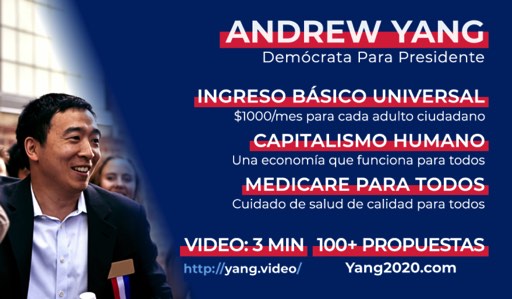 ANDREW YANG
Demócrata Para Presidente
INGRESO BÁSICO UNIVERSAL
$1000/mes para cada adulto ciudadano
CAPITALISMO HUMANO
Una economía que funciona para todos
MEDICARE PARA TODOS
Cuidado de salud de calidad para todos
VIDEO: 3 MIN 100+ PROPUESTAS
http://yang.video/ Yang2020.com